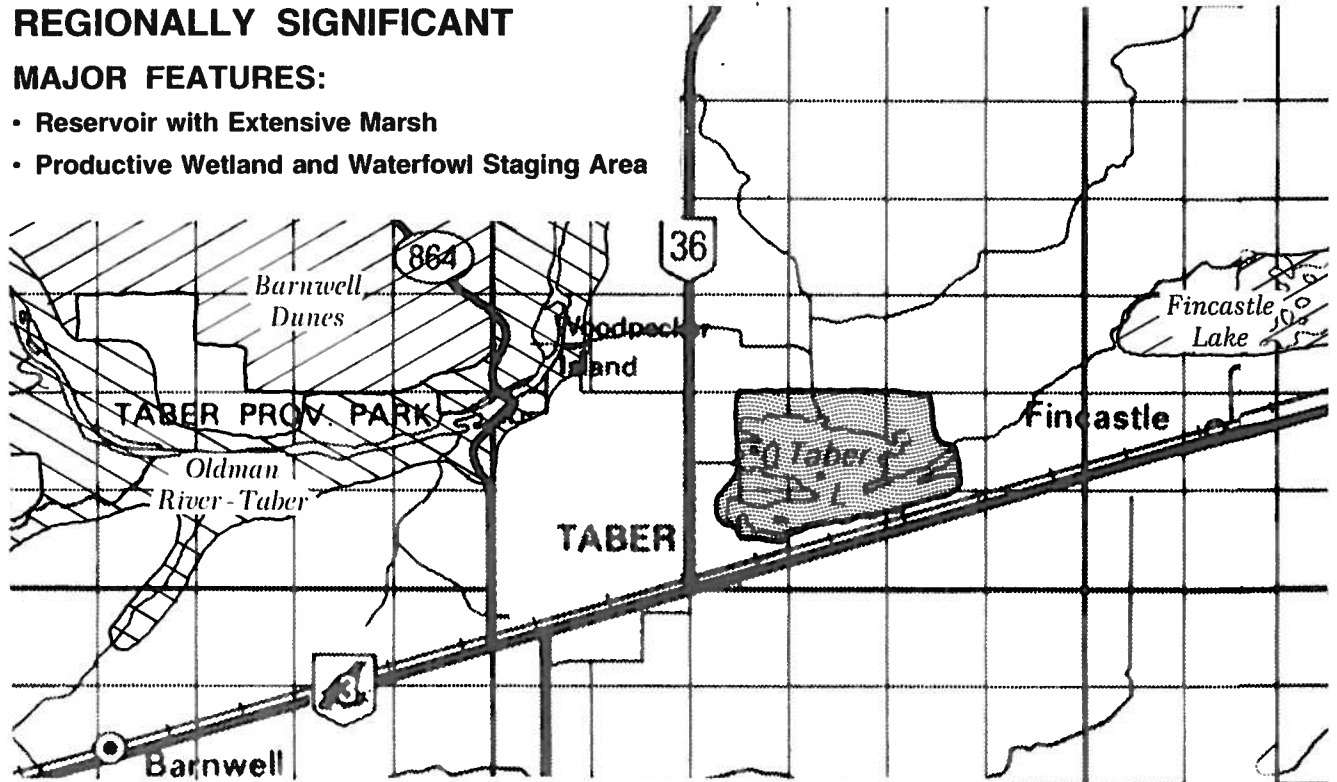 REGIONALLY SIGNIFICANT
MAJOR FEATURES:
• Reservoir with Extensive Marsh
• Productive Wetland and Waterfowl Staging Area
864
36
Barnwell
Dunes
Woodpecker
Island
Fincastle
Lake
TABER PROV. PARK
Fincastle
Taber
L
Oldman
River-Taber
TABER
3
Barnwell